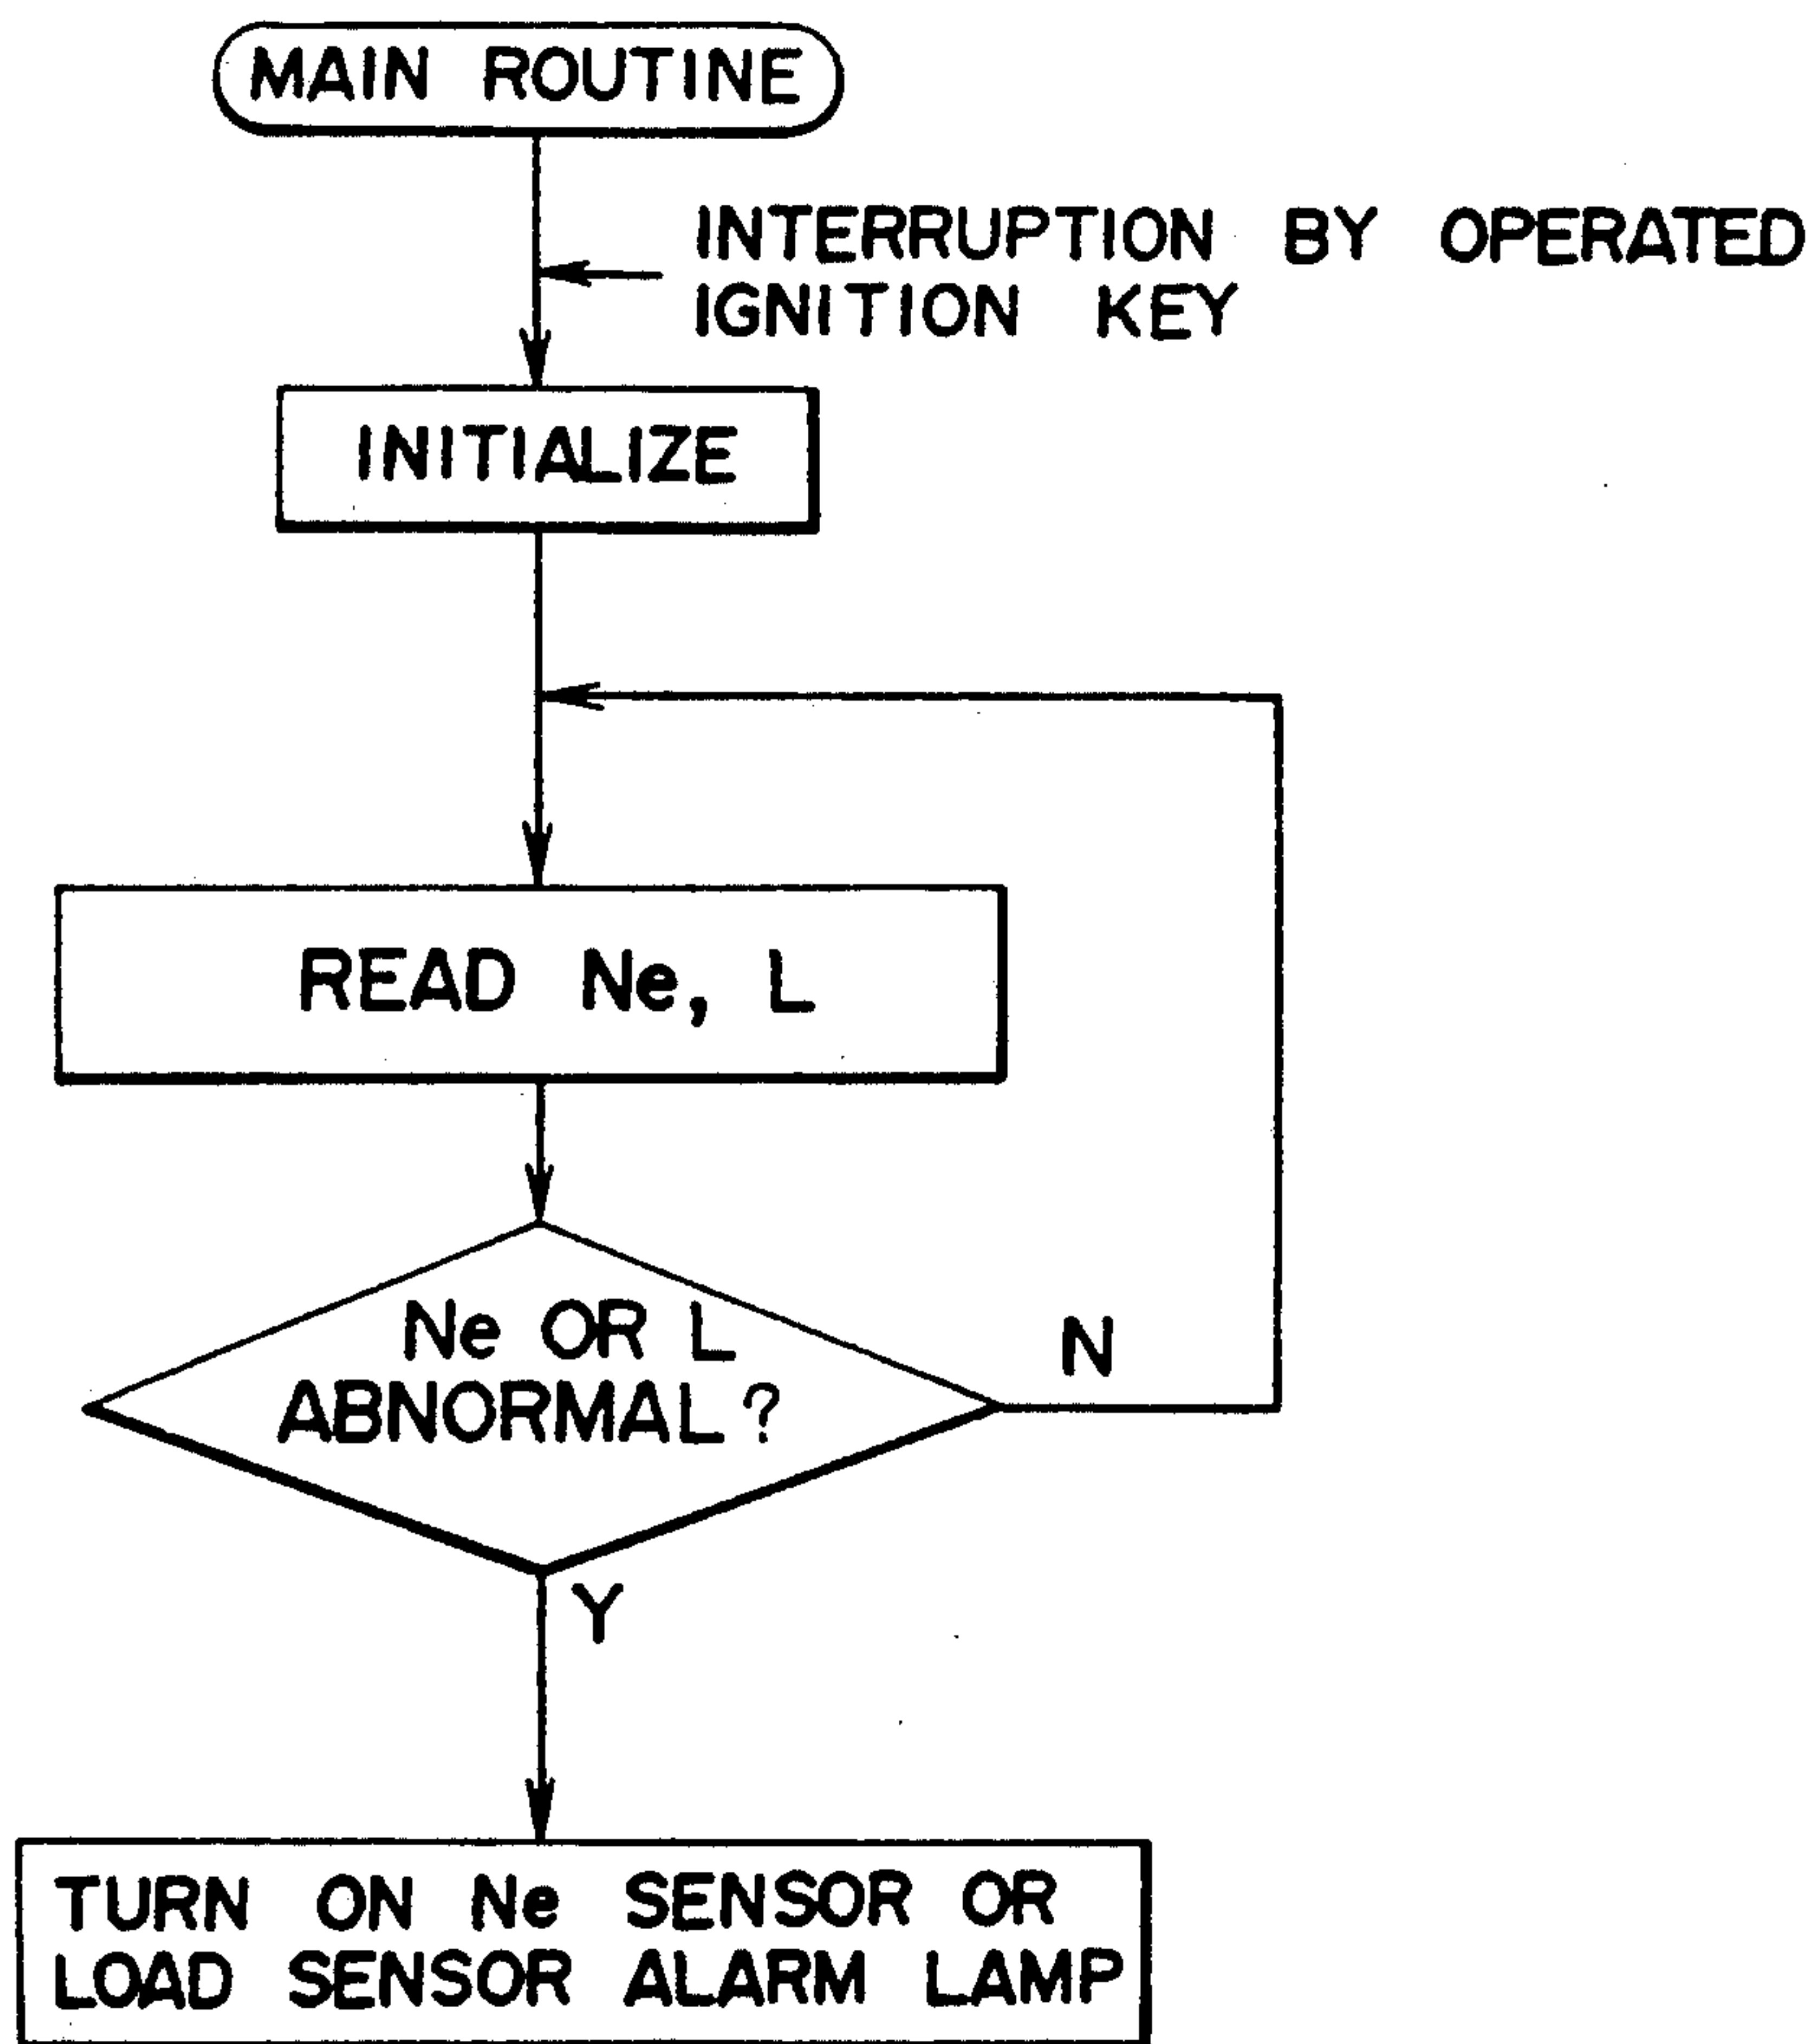 MAIN ROUTINE
INTERRUPTION BY OPERATED
IGNITION KEY
INITIALIZE
READ Ne, L
Ne OR L
ABNORMAL?
N
Y
TURN ON Ne SENSOR OR
LOAD SENSOR ALARM LAMP